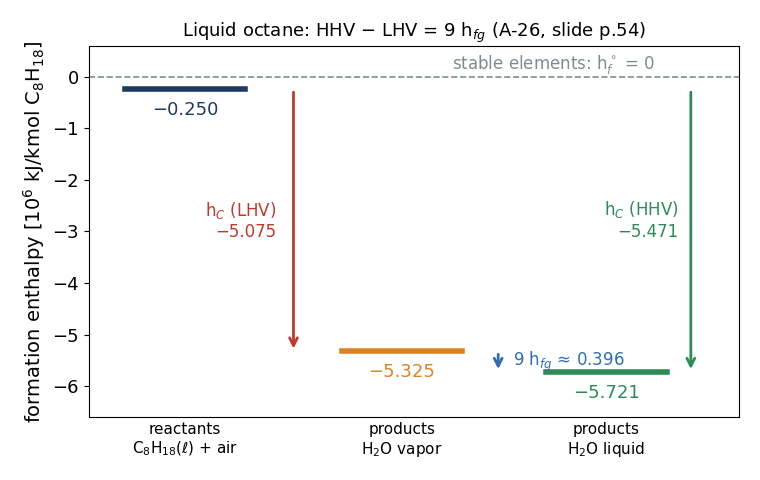 Liquid octane: HHV − LHV = 9 h_fg (A-26, slide p.54)
formation enthalpy [10⁶ kJ/kmol C₈H₁₈]
0
−1
−2
−3
−4
−5
−6
stable elements: h_f° = 0
−0.250
h_C (LHV)
−5.075
h_C (HHV)
−5.471
−5.325
9 h_fg ≈ 0.396
−5.721
reactants
C₈H₁₈(ℓ) + air
products
H₂O vapor
products
H₂O liquid